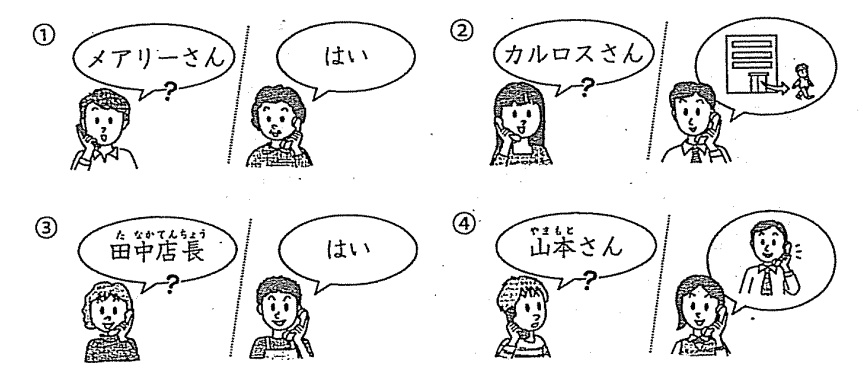 ① メアリーさん ? はい
② カルロスさん ?
③ 田中店長 ? はい
たなかてんちょう
④ 山本さん ?
やまもと